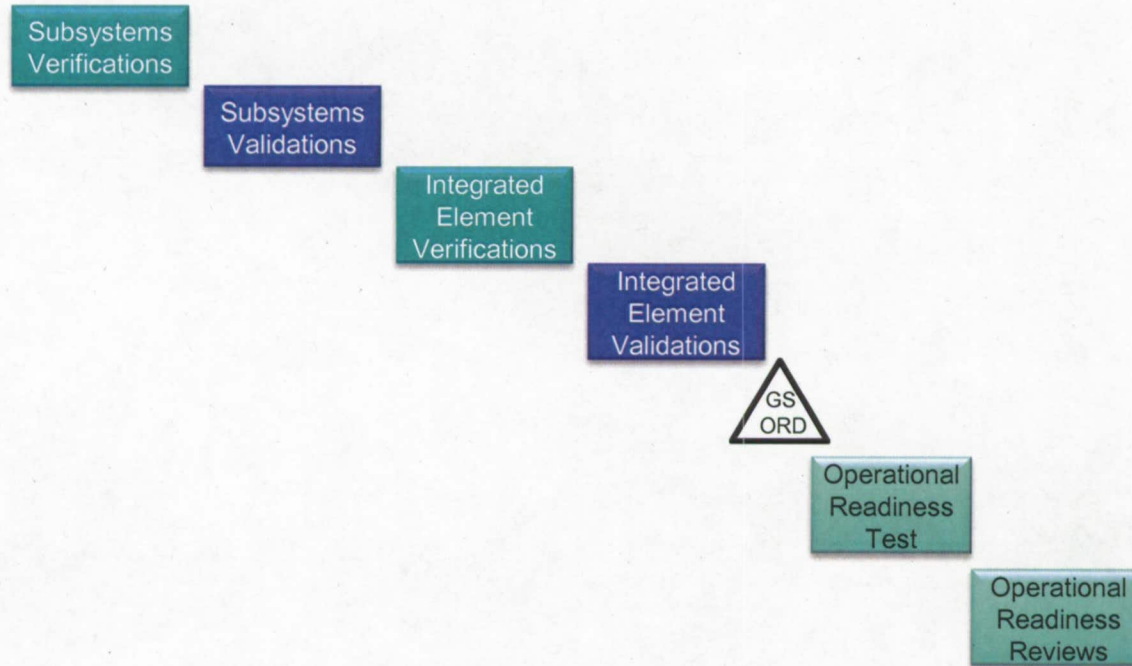 Subsystems
Verifications
Subsystems
Validations
Integrated
Element
Verifications
Integrated
Element
Validations
GS
ORD
Operational
Readiness
Test
Operational
Readiness
Reviews